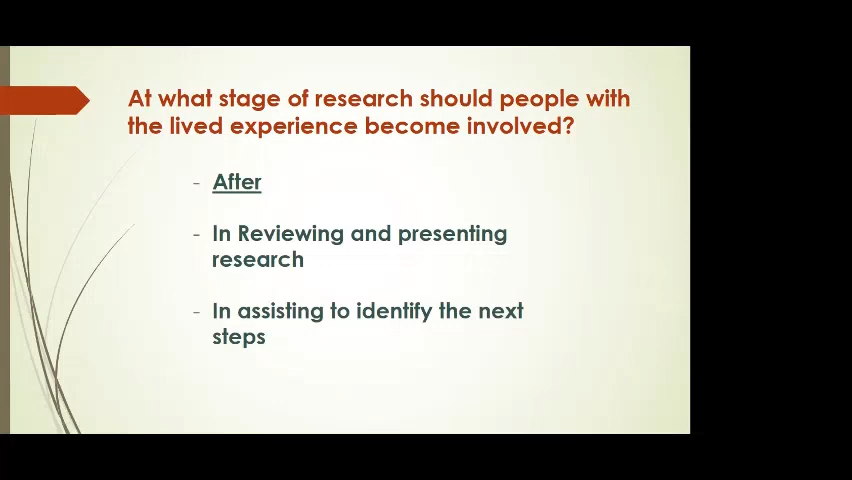 At what stage of research should people with
the lived experience become involved?
- After
- In Reviewing and presenting
research
- In assisting to identify the next
steps